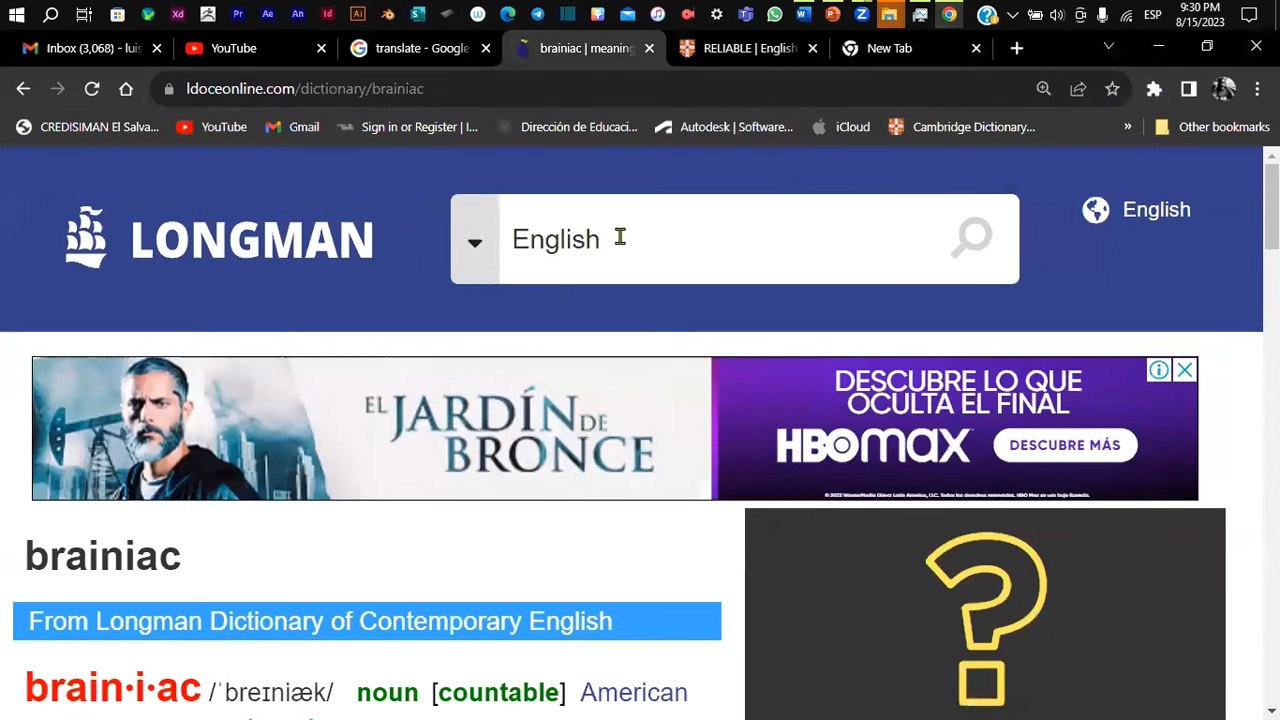 9:30 PM
ESP
8/15/2023
Inbox (3,068) - luis
YouTube
translate - Google
brainiac | meaning
RELIABLE | English
New Tab
ldoceonline.com/dictionary/brainiac
CREDISIMAN El Salva...
YouTube
Gmail
Sign in or Register | I...
Dirección de Educaci...
Autodesk | Software...
iCloud
Cambridge Dictionary...
»
Other bookmarks
LONGMAN
English
English
EL JARDÍN DE BRONCE
DESCUBRE LO QUE
OCULTA EL FINAL
HBOMAX
DESCUBRE MÁS
brainiac
From Longman Dictionary of Contemporary English
brain·i·ac /ˈbreɪniæk/ noun [countable] American